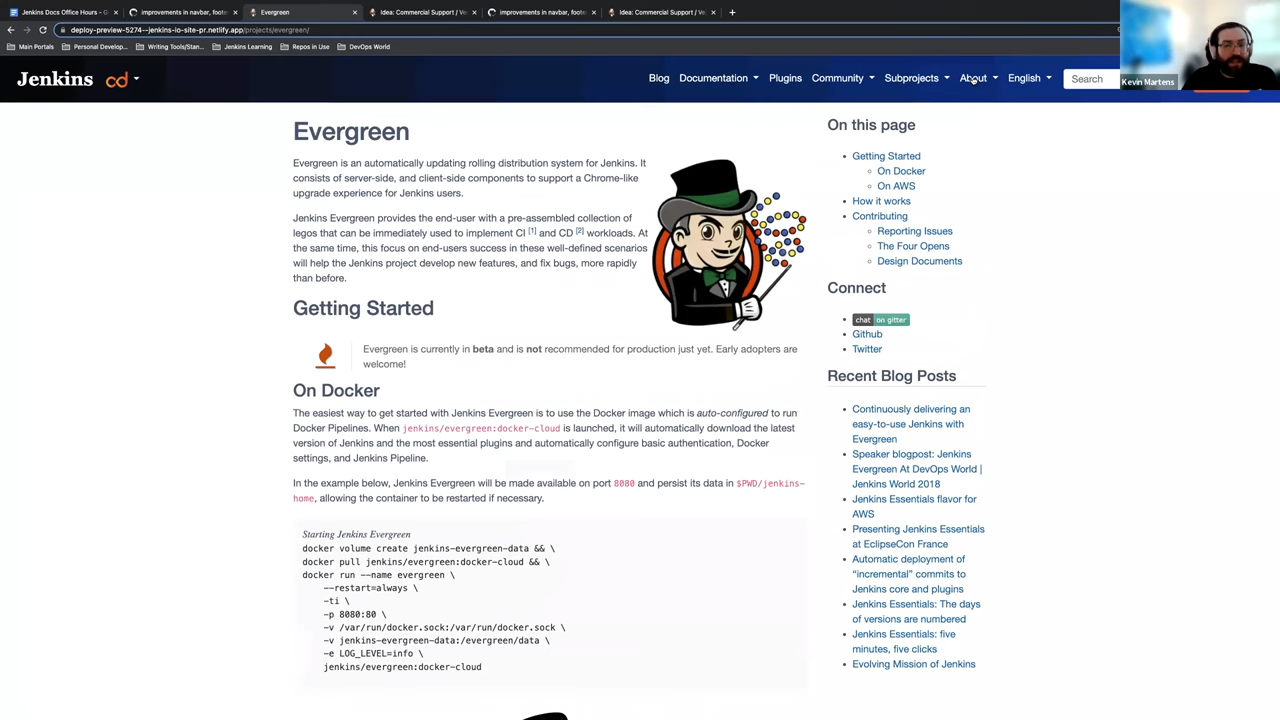 Jenkins Docs Office Hours - G
improvements in navbar, foote
Evergreen
Idea: Commercial Support / Ve
improvements in navbar, foote
Idea: Commercial Support / Ve
deploy-preview-5274--jenkins-io-site-pr.netlify.app/projects/evergreen/
Main Portals
Personal Develop...
Writing Tools/Stan...
Jenkins Learning
Repos in Use
DevOps World
Jenkins cd
Blog
Documentation
Plugins
Community
Subprojects
About
English
Search
Kevin Martens
Evergreen
Evergreen is an automatically updating rolling distribution system for Jenkins. It
consists of server-side, and client-side components to support a Chrome-like
upgrade experience for Jenkins users.
Jenkins Evergreen provides the end-user with a pre-assembled collection of
legos that can be immediately used to implement CI [1] and CD [2] workloads. At
the same time, this focus on end-users success in these well-defined scenarios
will help the Jenkins project develop new features, and fix bugs, more rapidly
than before.
Getting Started
Evergreen is currently in beta and is not recommended for production just yet. Early adopters are
welcome!
On Docker
The easiest way to get started with Jenkins Evergreen is to use the Docker image which is auto-configured to run
Docker Pipelines. When jenkins/evergreen:docker-cloud is launched, it will automatically download the latest
version of Jenkins and the most essential plugins and automatically configure basic authentication, Docker
settings, and Jenkins Pipeline.
In the example below, Jenkins Evergreen will be made available on port 8080 and persist its data in $PWD/jenkins-
home, allowing the container to be restarted if necessary.
Starting Jenkins Evergreen
docker volume create jenkins-evergreen-data && \
docker pull jenkins/evergreen:docker-cloud && \
docker run --name evergreen \
--restart=always \
-ti \
-p 8080:80 \
-v /var/run/docker.sock:/var/run/docker.sock \
-v jenkins-evergreen-data:/evergreen/data \
-e LOG_LEVEL=info \
jenkins/evergreen:docker-cloud
On this page
Getting Started
On Docker
On AWS
How it works
Contributing
Reporting Issues
The Four Opens
Design Documents
Connect
chat on gitter
Github
Twitter
Recent Blog Posts
Continuously delivering an
easy-to-use Jenkins with
Evergreen
Speaker blogpost: Jenkins
Evergreen At DevOps World |
Jenkins World 2018
Jenkins Essentials flavor for
AWS
Presenting Jenkins Essentials
at EclipseCon France
Automatic deployment of
“incremental” commits to
Jenkins core and plugins
Jenkins Essentials: The days
of versions are numbered
Jenkins Essentials: five
minutes, five clicks
Evolving Mission of Jenkins